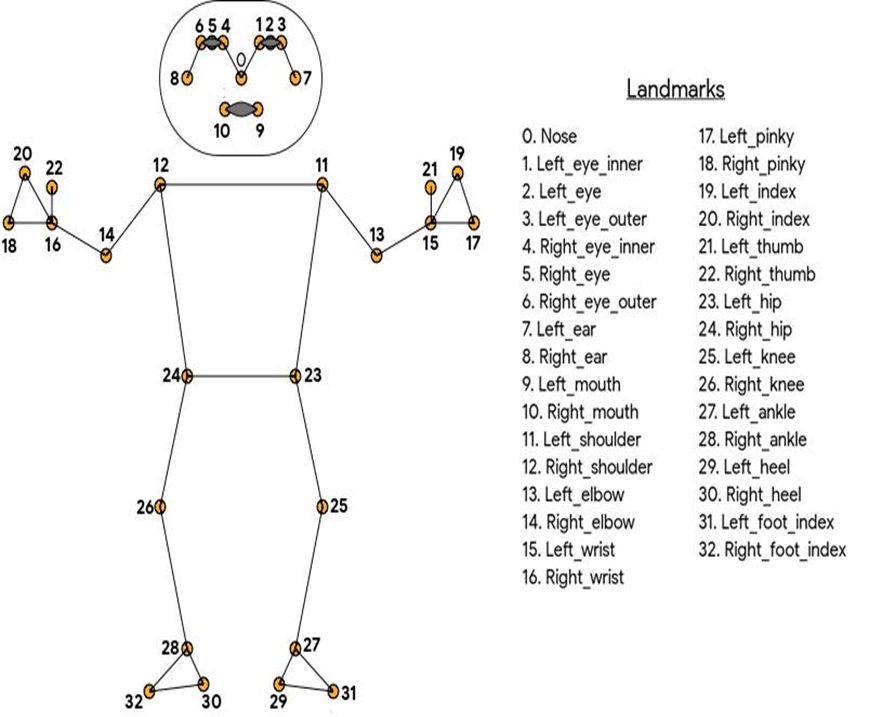 6 5 4 1 2 3
0
8 7
10 9
20 22 12 11 21 19
18 16 14 13 15 17
24 23
26 25
28 27
32 30 29 31
Landmarks
0. Nose
1. Left_eye_inner
2. Left_eye
3. Left_eye_outer
4. Right_eye_inner
5. Right_eye
6. Right_eye_outer
7. Left_ear
8. Right_ear
9. Left_mouth
10. Right_mouth
11. Left_shoulder
12. Right_shoulder
13. Left_elbow
14. Right_elbow
15. Left_wrist
16. Right_wrist
17. Left_pinky
18. Right_pinky
19. Left_index
20. Right_index
21. Left_thumb
22. Right_thumb
23. Left_hip
24. Right_hip
25. Left_knee
26. Right_knee
27. Left_ankle
28. Right_ankle
29. Left_heel
30. Right_heel
31. Left_foot_index
32. Right_foot_index